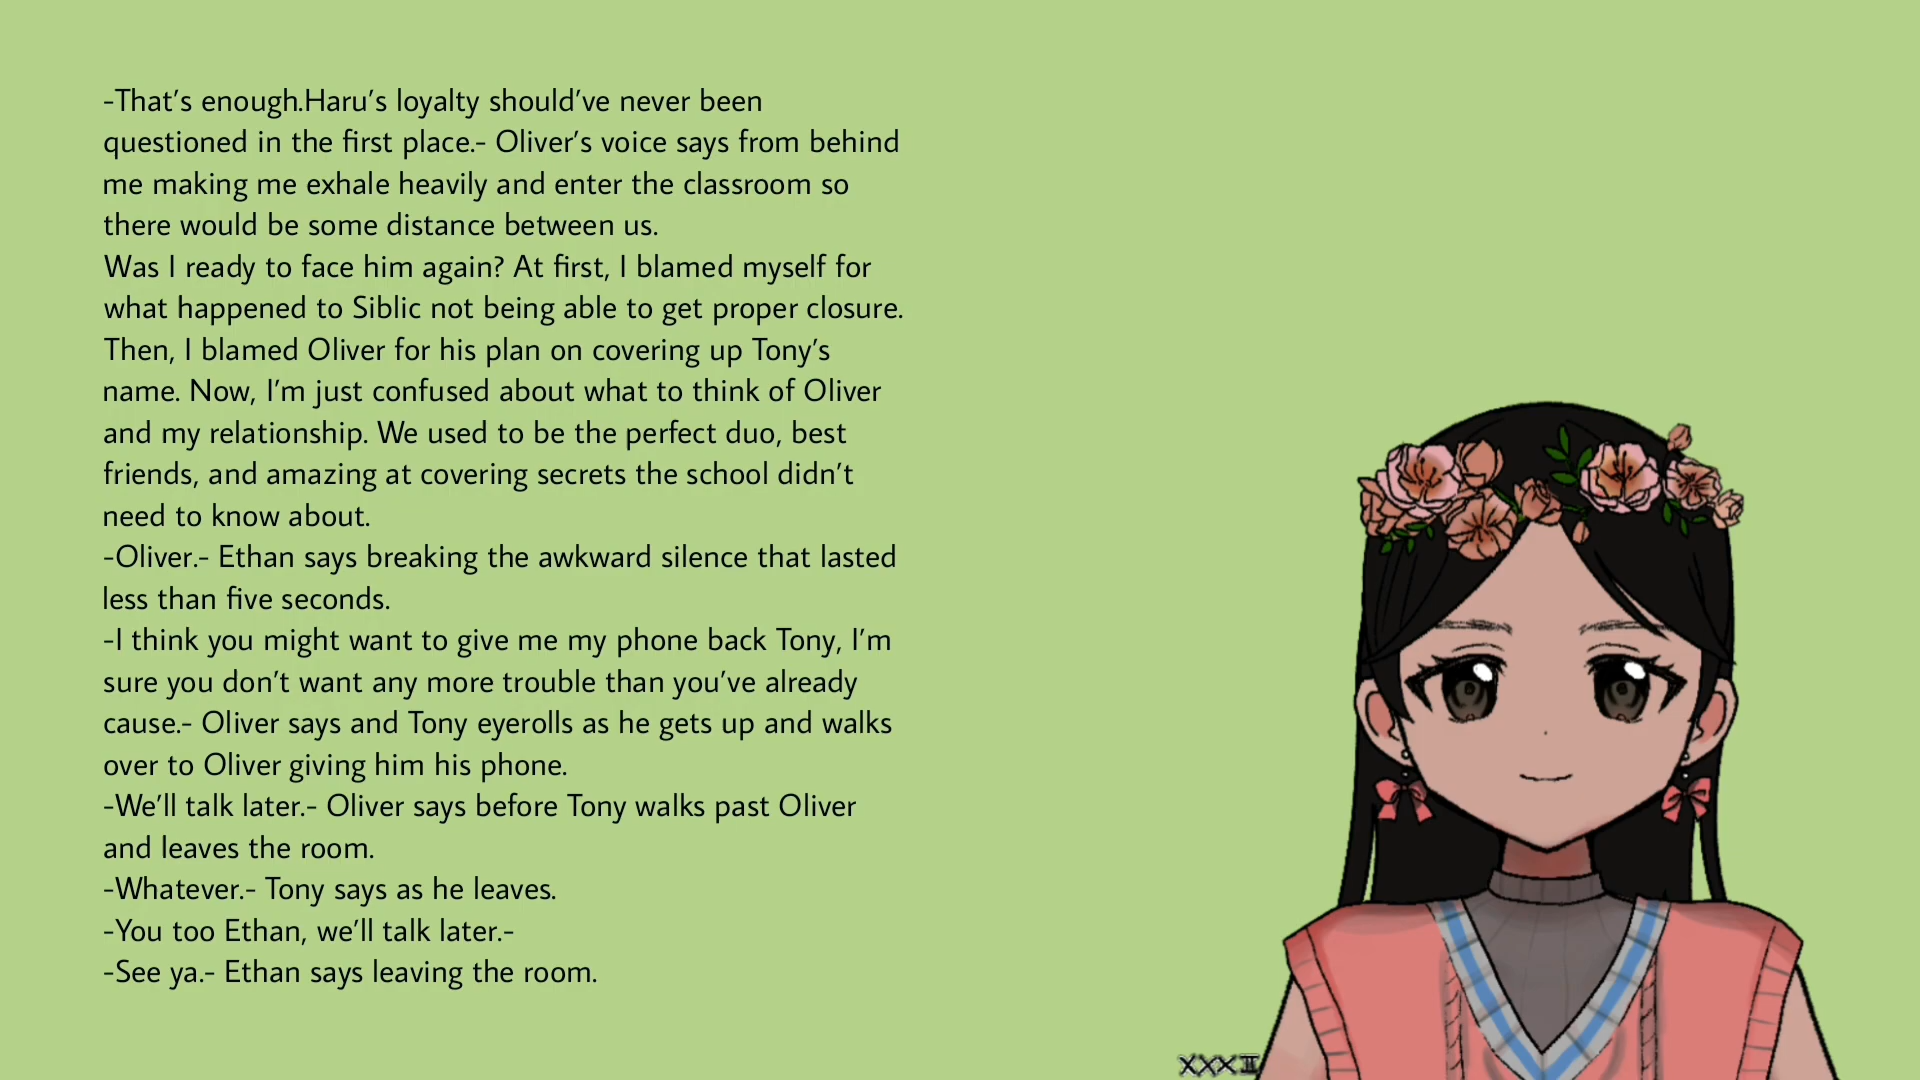 -That’s enough.Haru’s loyalty should’ve never been
questioned in the first place.- Oliver’s voice says from behind
me making me exhale heavily and enter the classroom so
there would be some distance between us.
Was I ready to face him again? At first, I blamed myself for
what happened to Siblic not being able to get proper closure.
Then, I blamed Oliver for his plan on covering up Tony’s
name. Now, I’m just confused about what to think of Oliver
and my relationship. We used to be the perfect duo, best
friends, and amazing at covering secrets the school didn’t
need to know about.
-Oliver.- Ethan says breaking the awkward silence that lasted
less than five seconds.
-I think you might want to give me my phone back Tony, I’m
sure you don’t want any more trouble than you’ve already
cause.- Oliver says and Tony eyerolls as he gets up and walks
over to Oliver giving him his phone.
-We’ll talk later.- Oliver says before Tony walks past Oliver
and leaves the room.
-Whatever.- Tony says as he leaves.
-You too Ethan, we’ll talk later.-
-See ya.- Ethan says leaving the room.
XXXII